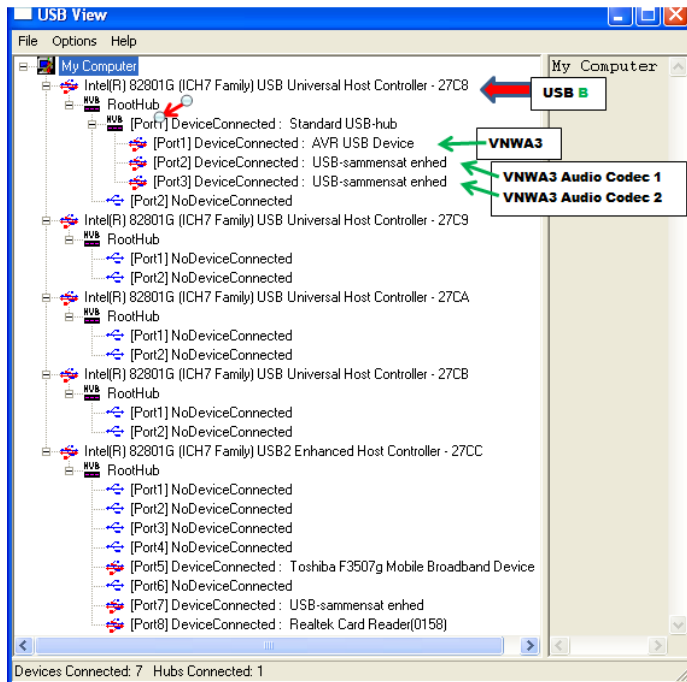 USB View
File Options Help
My Computer
Intel(R) 82801G (ICH7 Family) USB Universal Host Controller - 27C8
HUB RootHub
HUB [Port1] DeviceConnected : Standard USB-hub
[Port1] DeviceConnected : AVR USB Device
[Port2] DeviceConnected : USB-sammensat enhed
[Port3] DeviceConnected : USB-sammensat enhed
[Port2] NoDeviceConnected
Intel(R) 82801G (ICH7 Family) USB Universal Host Controller - 27C9
HUB RootHub
[Port1] NoDeviceConnected
[Port2] NoDeviceConnected
Intel(R) 82801G (ICH7 Family) USB Universal Host Controller - 27CA
HUB RootHub
[Port1] NoDeviceConnected
[Port2] NoDeviceConnected
Intel(R) 82801G (ICH7 Family) USB Universal Host Controller - 27CB
HUB RootHub
[Port1] NoDeviceConnected
[Port2] NoDeviceConnected
Intel(R) 82801G (ICH7 Family) USB2 Enhanced Host Controller - 27CC
HUB RootHub
[Port1] NoDeviceConnected
[Port2] NoDeviceConnected
[Port3] NoDeviceConnected
[Port4] NoDeviceConnected
[Port5] DeviceConnected : Toshiba F3507g Mobile Broadband Device
[Port6] NoDeviceConnected
[Port7] DeviceConnected : USB-sammensat enhed
[Port8] DeviceConnected : Realtek Card Reader(0158)
My Computer
USB B
VNWA3
VNWA3 Audio Codec 1
VNWA3 Audio Codec 2
Devices Connected: 7 Hubs Connected: 1